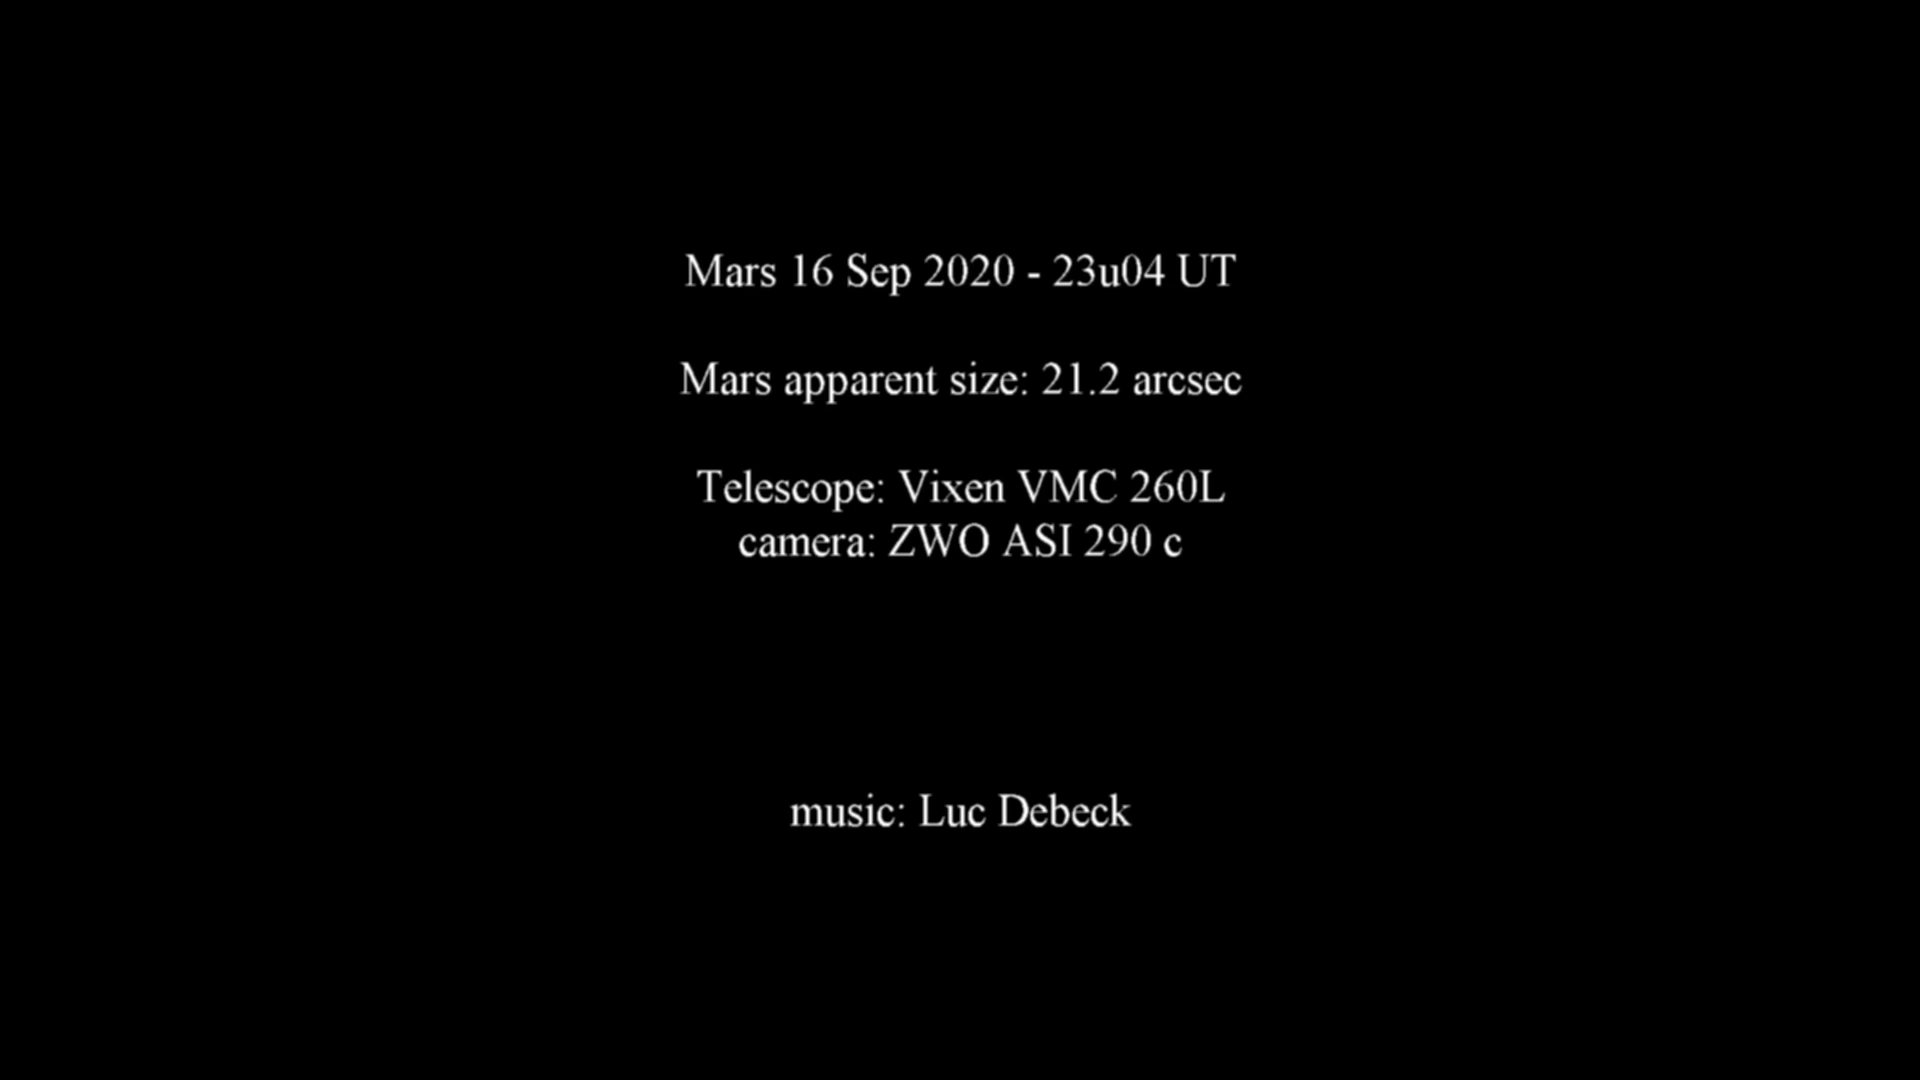 Mars 16 Sep 2020 - 23u04 UT
Mars apparent size: 21.2 arcsec
Telescope: Vixen VMC 260L
camera: ZWO ASI 290 c
music: Luc Debeck